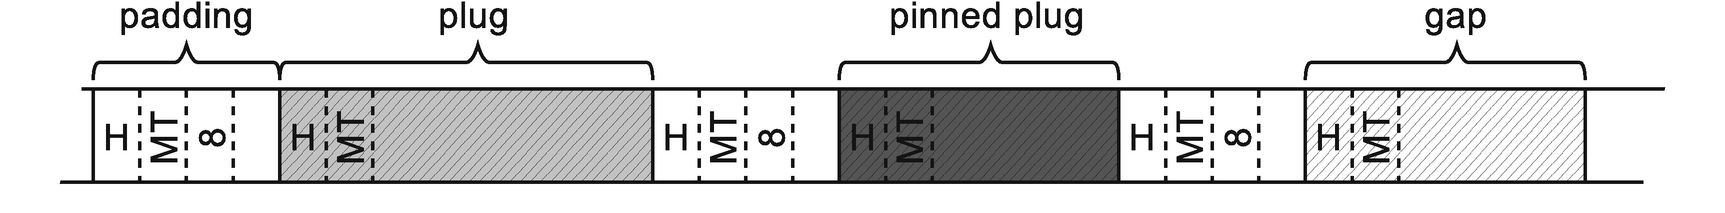 padding plug pinned plug gap
H MT 8 H MT H MT 8 H MT H MT 8 H MT